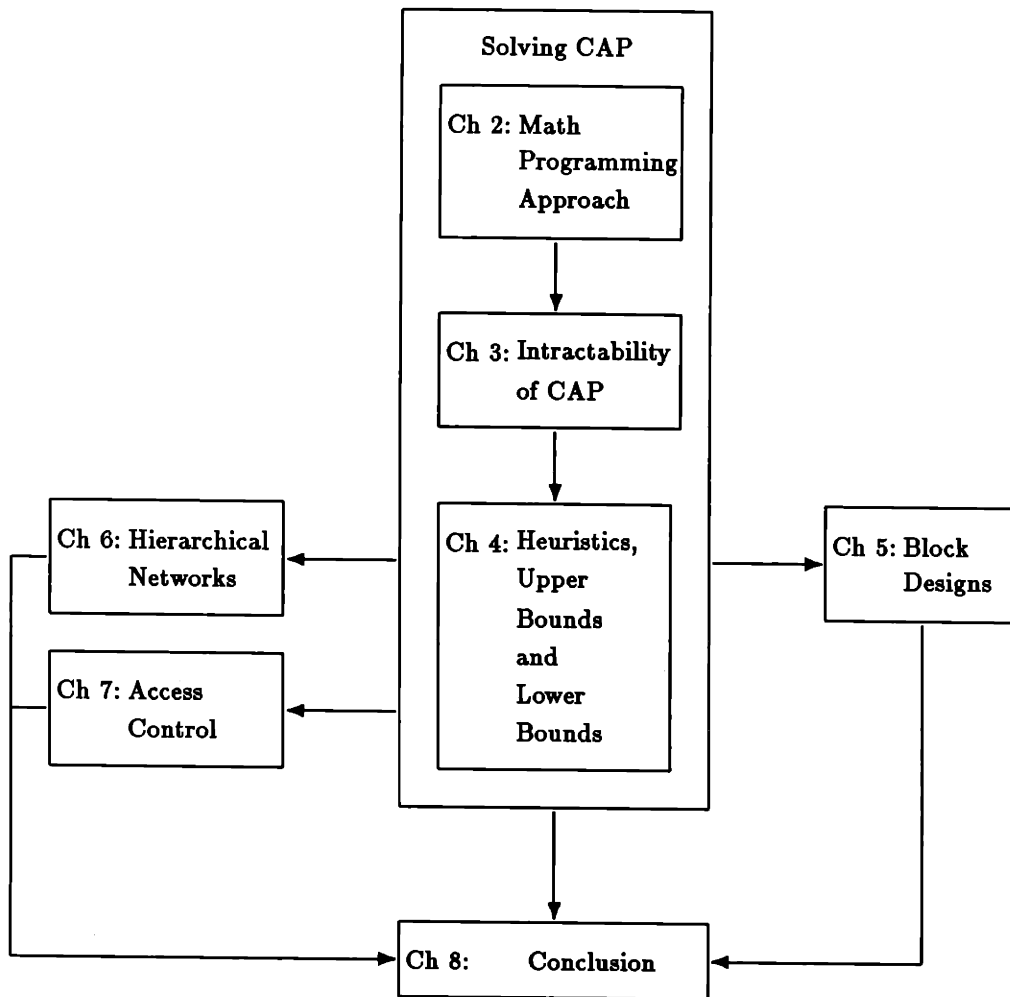 Solving CAP
Ch 2: Math
Programming
Approach
Ch 3: Intractability
of CAP
Ch 4: Heuristics,
Upper
Bounds
and
Lower
Bounds
Ch 6: Hierarchical
Networks
Ch 7: Access
Control
Ch 5: Block
Designs
Ch 8: Conclusion